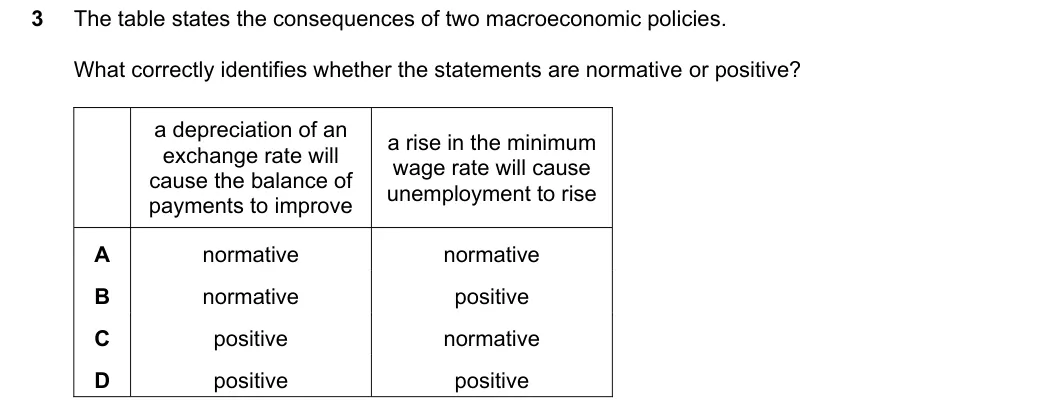 3 The table states the consequences of two macroeconomic policies.
What correctly identifies whether the statements are normative or positive?
a depreciation of an
exchange rate will
cause the balance of
payments to improve
a rise in the minimum
wage rate will cause
unemployment to rise
A normative normative
B normative positive
C positive normative
D positive positive